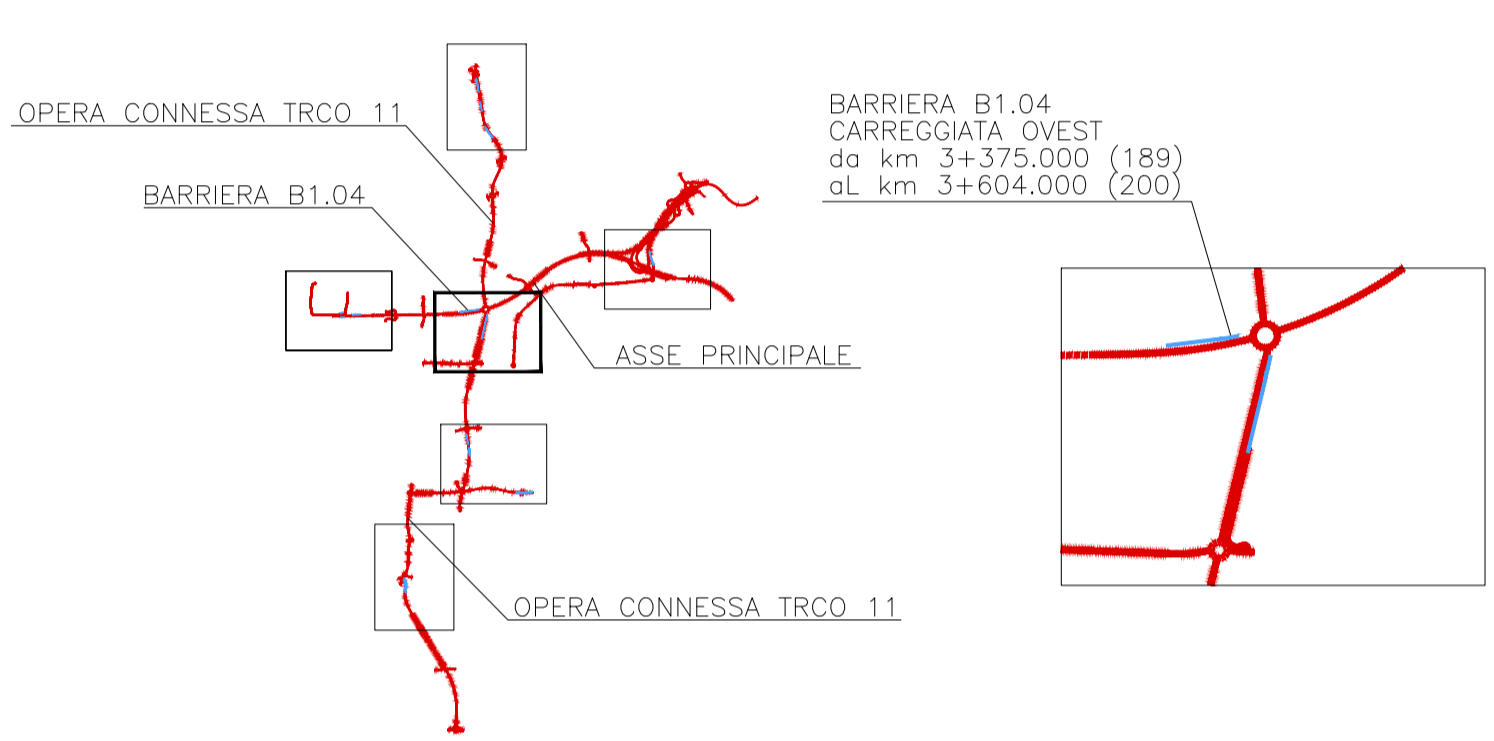 OPERA CONNESSA TRCO 11
BARRIERA B1.04
BARRIERA B1.04
CARREGGIATA OVEST
da km 3+375.000 (189)
aL km 3+604.000 (200)
ASSE PRINCIPALE
OPERA CONNESSA TRCO 11